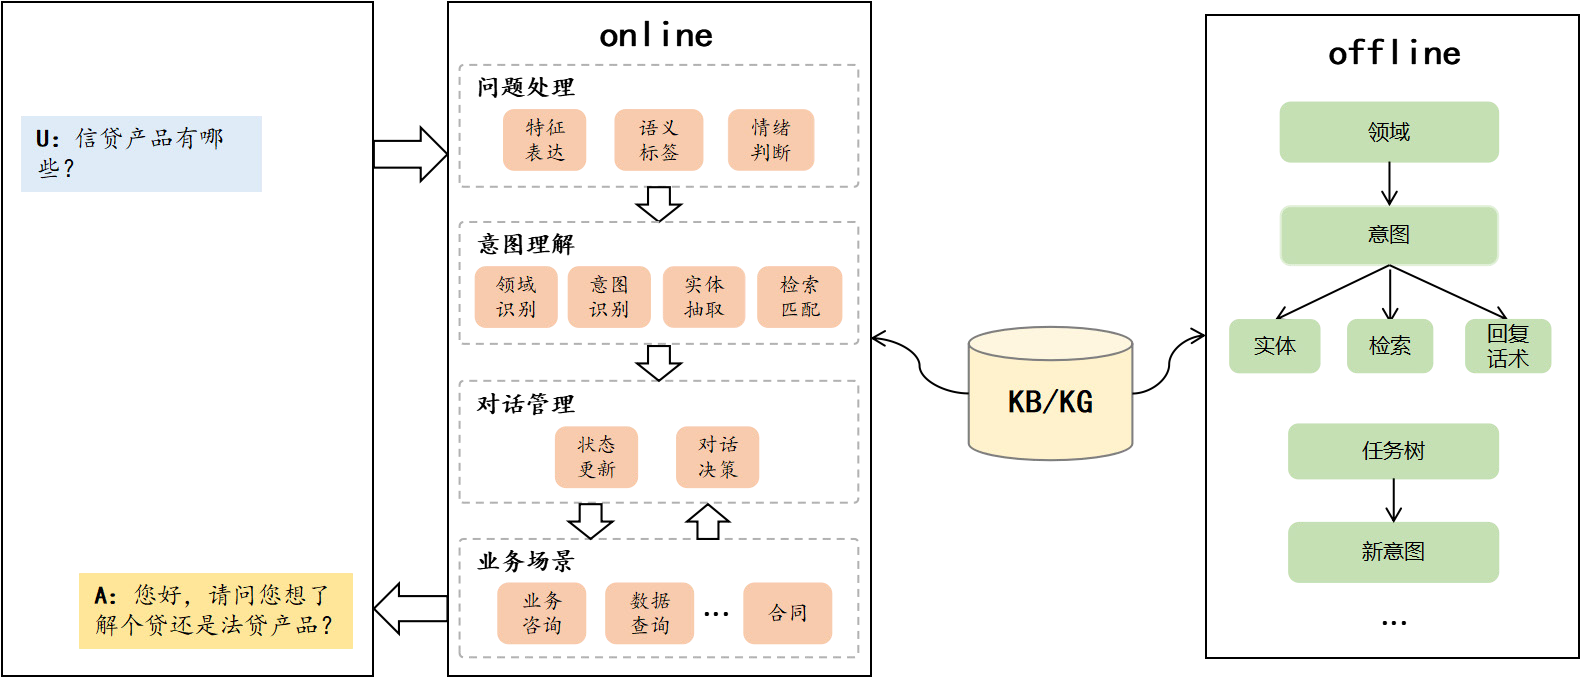 U：信贷产品有哪
些？
A：您好，请问您想了
解个贷还是法贷产品？
online
问题处理
特征
表达
语义
标签
情绪
判断
意图理解
领域
识别
意图
识别
实体
抽取
检索
匹配
对话管理
状态
更新
对话
决策
业务场景
业务
咨询
数据
查询
...
合同
KB/KG
offline
领域
意图
实体
检索
回复
话术
任务树
新意图
...